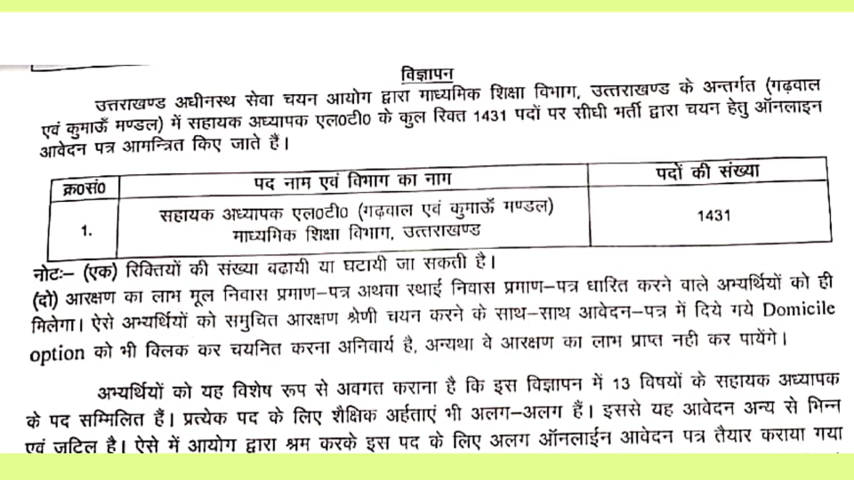 विज्ञापन
उत्तराखण्ड अधीनस्थ सेवा चयन आयोग द्वारा माध्यमिक शिक्षा विभाग, उत्तराखण्ड के अन्तर्गत (गढ़वाल
एवं कुमाऊँ मण्डल) में सहायक अध्यापक एल0टी0 के कुल रिक्त 1431 पदों पर सीधी भर्ती द्वारा चयन हेतु ऑनलाइन
आवेदन पत्र आमन्त्रित किए जाते हैं।
क्र0सं0 पद नाम एवं विभाग का नाग पदों की संख्या
1. सहायक अध्यापक एल0टी0 (गढ़वाल एवं कुमाऊँ मण्डल) 1431
माध्यमिक शिक्षा विभाग, उत्तराखण्ड
नोटः– (एक) रिक्तियों की संख्या बढायी या घटायी जा सकती है।
(दो) आरक्षण का लाभ मूल निवास प्रमाण–पत्र अथवा स्थाई निवास प्रमाण–पत्र धारित करने वाले अभ्यर्थियों को ही
मिलेगा। ऐसे अभ्यर्थियों को समुचित आरक्षण श्रेणी चयन करने के साथ–साथ आवेदन–पत्र में दिये गये Domicile
option को भी क्लिक कर चयनित करना अनिवार्य है, अन्यथा वे आरक्षण का लाभ प्राप्त नही कर पायेंगे।
अभ्यर्थियों को यह विशेष रूप से अवगत कराना है कि इस विज्ञापन में 13 विषयों के सहायक अध्यापक
के पद सम्मिलित हैं। प्रत्येक पद के लिए शैक्षिक अर्हताएं भी अलग–अलग हैं। इससे यह आवेदन अन्य से भिन्न
एवं जटिल है। ऐसे में आयोग द्वारा श्रम करके इस पद के लिए अलग ऑनलाईन आवेदन पत्र तैयार कराया गया